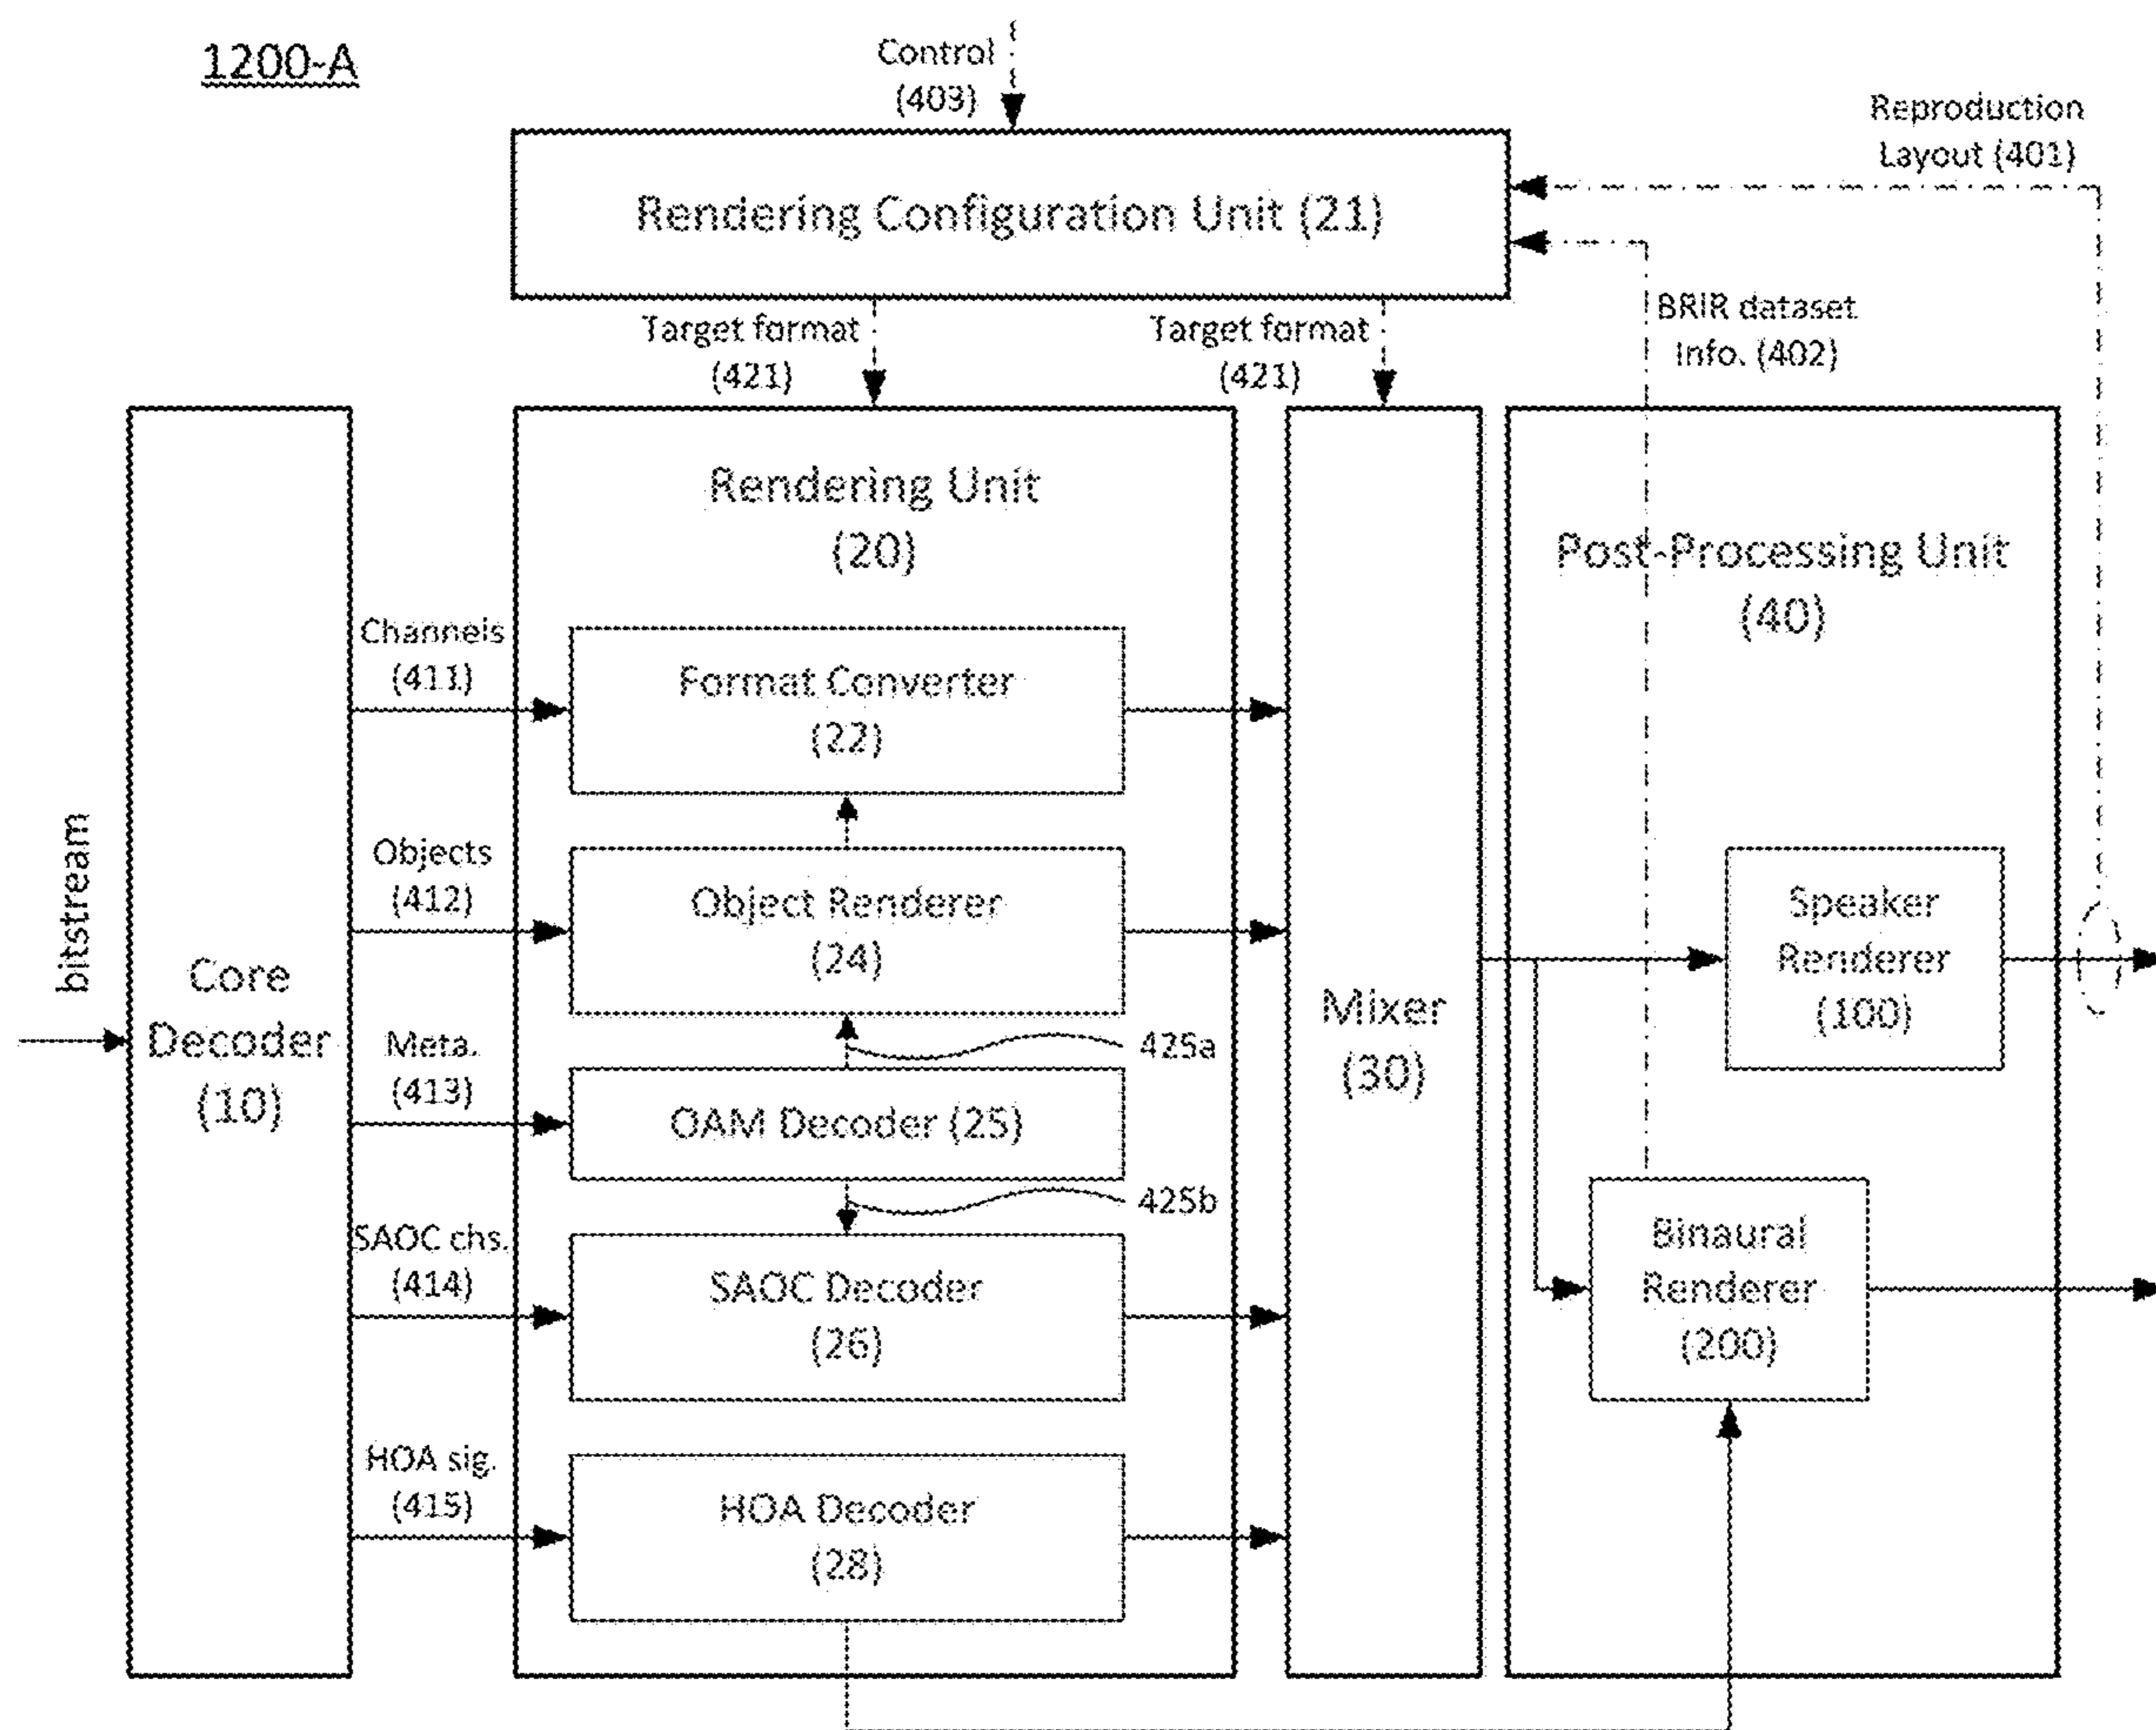 1200-A
Control
(403)
Reproduction
Layout (401)
Rendering Configuration Unit (21)
BRIR dataset
Info. (402)
Target format
(421)
Target format
(421)
Rendering Unit
(20)
Post-Processing Unit
(40)
Channels
(411)
Format Converter
(22)
bitstream
Core
Decoder
(10)
Objects
(412)
Object Renderer
(24)
Mixer
(30)
Speaker
Renderer
(100)
425a
Meta.
(413)
OAM Decoder (25)
425b
SAOC chs.
(414)
SAOC Decoder
(26)
Binaural
Renderer
(200)
HOA sig.
(415)
HOA Decoder
(28)